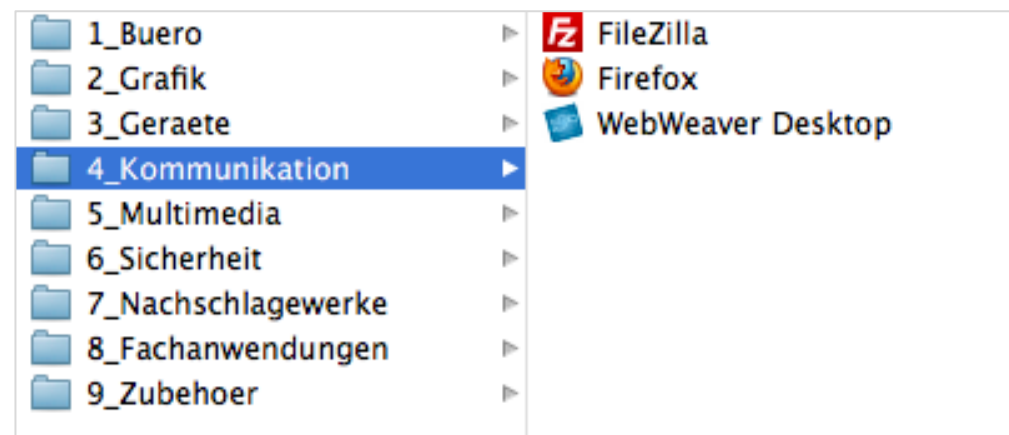 1_Buero
2_Grafik
3_Geraete
4_Kommunikation
5_Multimedia
6_Sicherheit
7_Nachschlagewerke
8_Fachanwendungen
9_Zubehoer
FileZilla
Firefox
WebWeaver Desktop